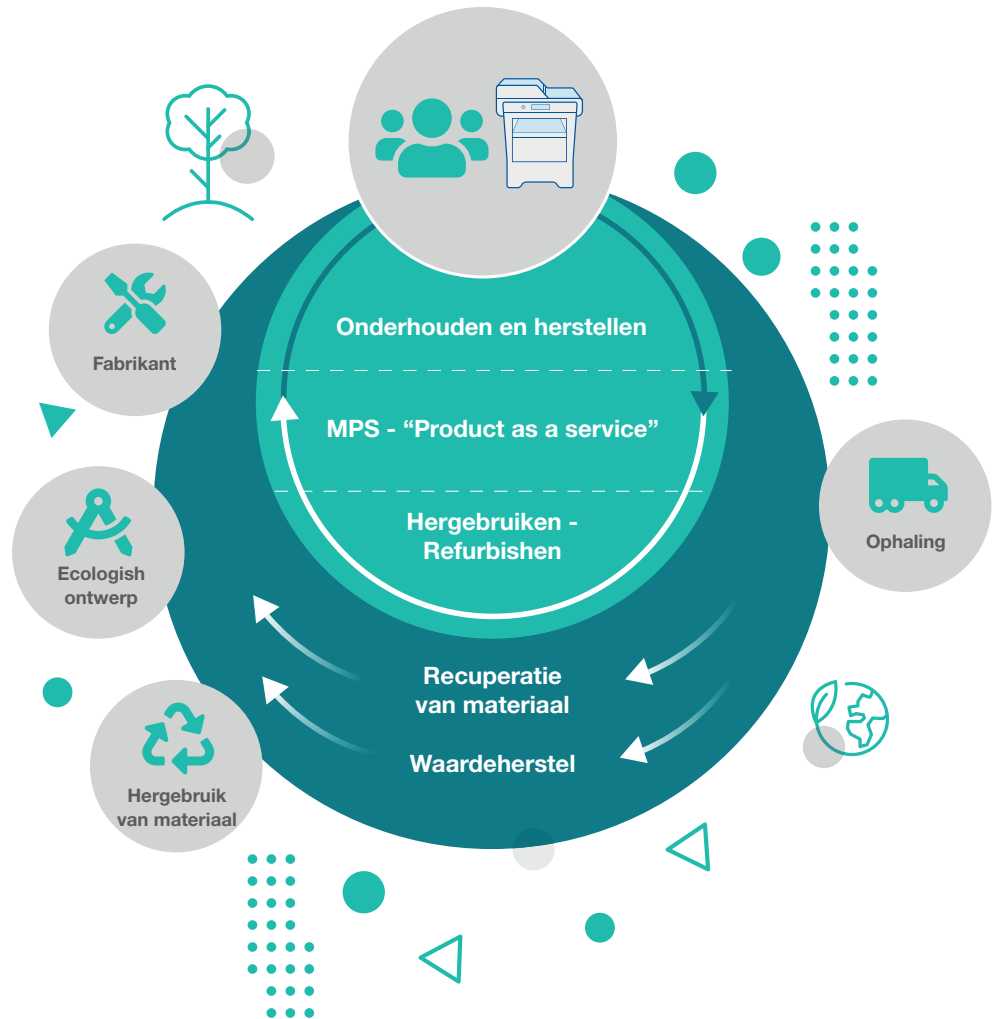 Fabrikant
Onderhouden en herstellen
MPS - “Product as a service”
Hergebruiken -
Refurbishen
Ophaling
Ecologish
ontwerp
Recuperatie
van materiaal
Waardeherstel
Hergebruik
van materiaal